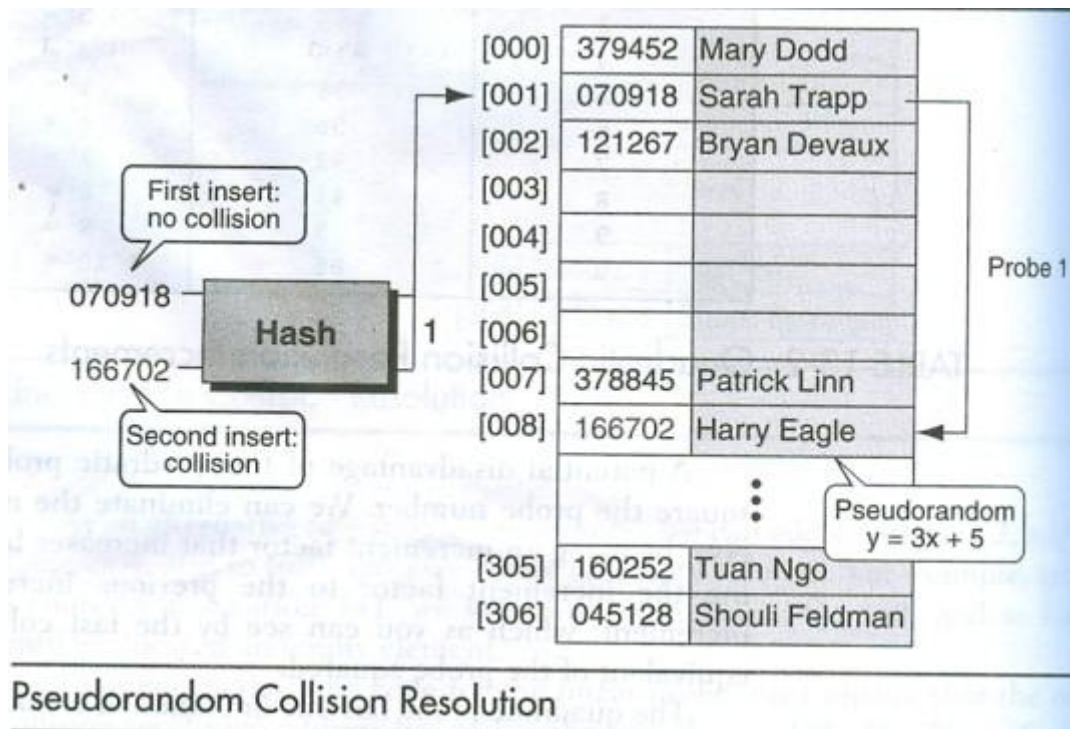 [000] 379452 Mary Dodd
[001] 070918 Sarah Trapp
[002] 121267 Bryan Devaux
[003]
[004]
[005]
[006]
[007] 378845 Patrick Linn
[008] 166702 Harry Eagle
[305] 160252 Tuan Ngo
[306] 045128 Shouli Feldman
First insert:
no collision
070918
Hash
1
166702
Second insert:
collision
Probe 1
Pseudorandom
y = 3x + 5
Pseudorandom Collision Resolution